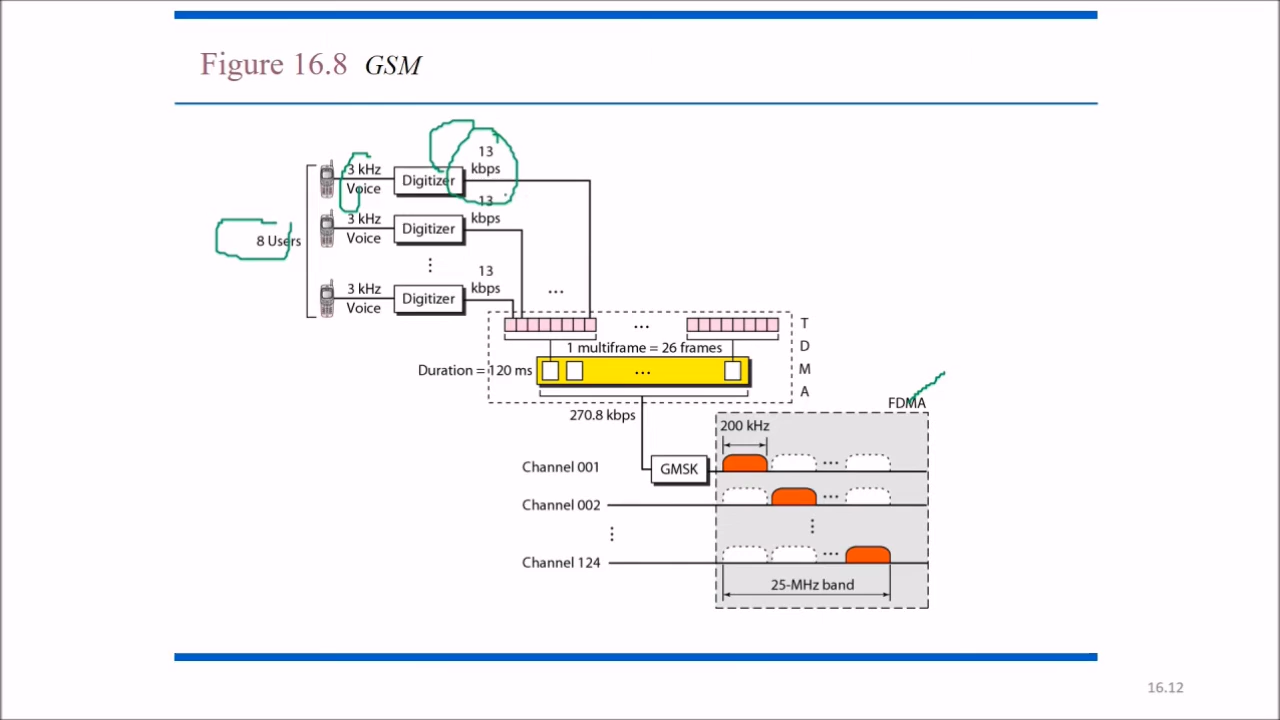 Figure 16.8 GSM
8 Users
3 kHz
Voice
Digitizer
13
kbps
3 kHz
Voice
Digitizer
13
kbps
3 kHz
Voice
Digitizer
13
kbps
...
1 multiframe = 26 frames
T
D
M
A
Duration = 120 ms
...
270.8 kbps
FDMA
200 kHz
Channel 001
GMSK
...
Channel 002
...
Channel 124
...
25-MHz band
16.12